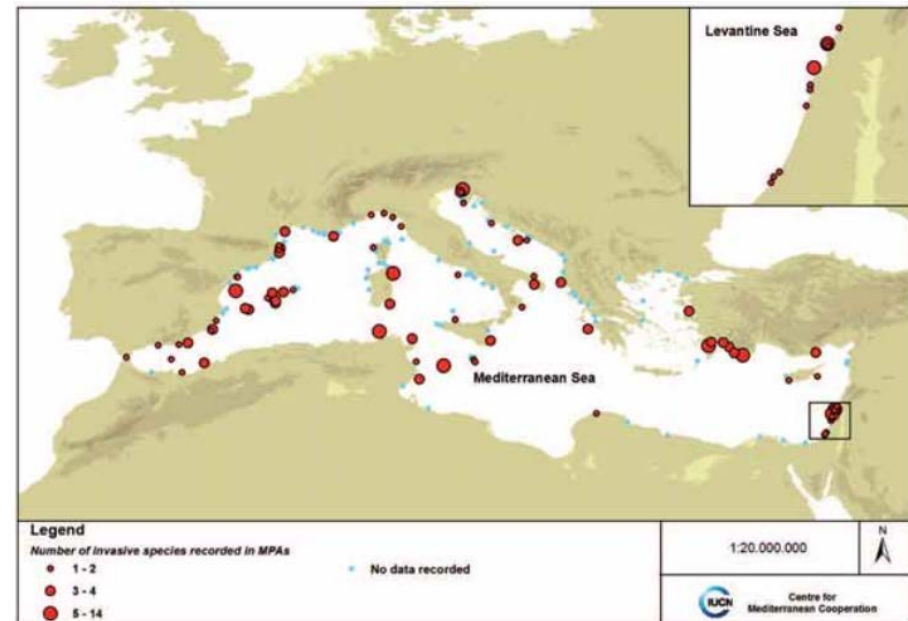 Levantine Sea
Mediterranean Sea
Legend
Number of invasive species recorded in MPAs
1 - 2
3 - 4
5 - 14
No data recorded
1:20.000.000
N
IUCN
Centre for
Mediterranean Cooperation